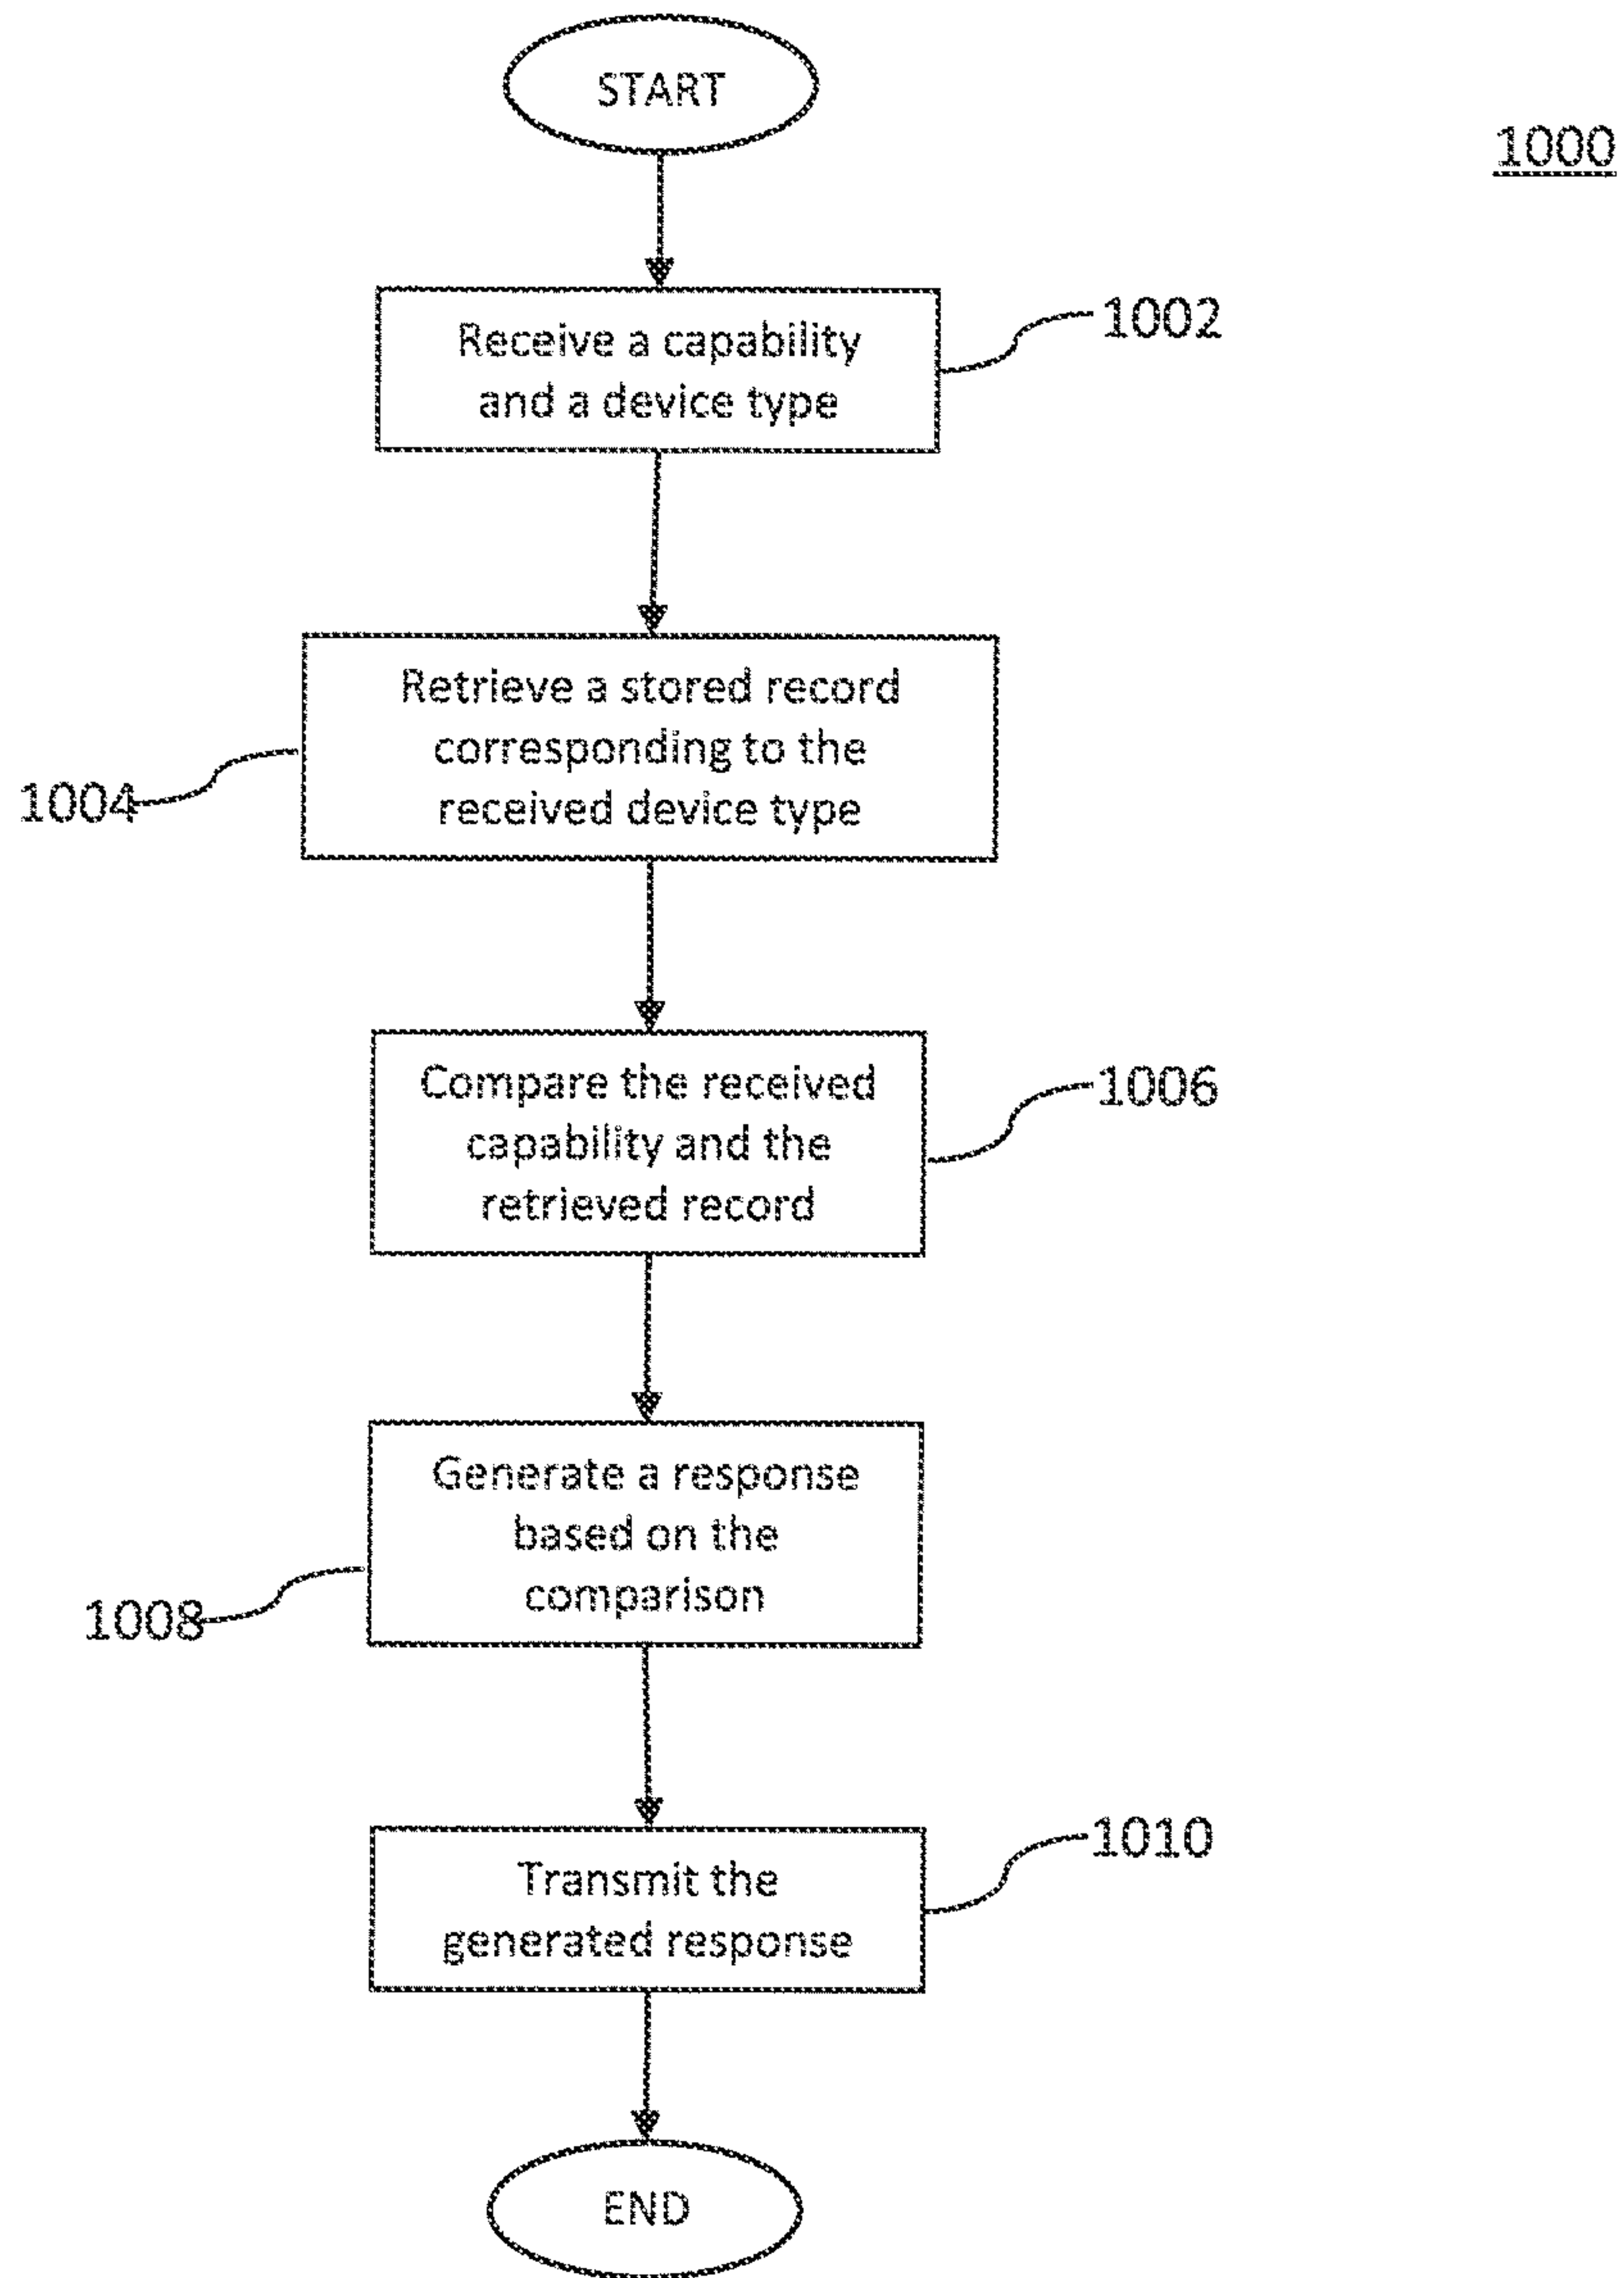 START
1000
Receive a capability
and a device type
1002
Retrieve a stored record
corresponding to the
received device type
1004
Compare the received
capability and the
retrieved record
1006
Generate a response
based on the
comparison
1008
Transmit the
generated response
1010
END